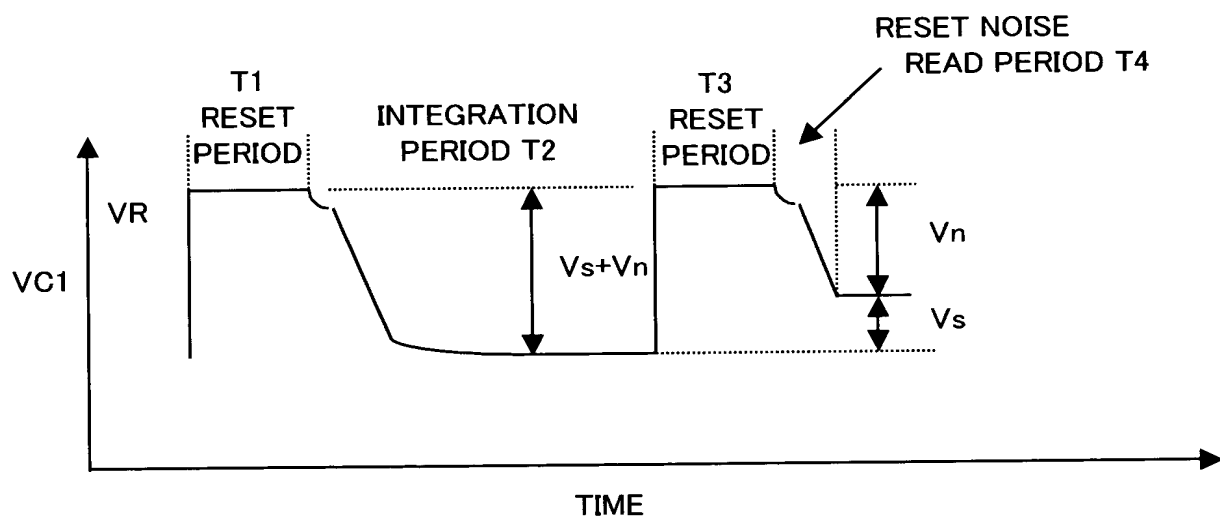 RESET NOISE
READ PERIOD T4
T1
RESET
PERIOD
INTEGRATION
PERIOD T2
T3
RESET
PERIOD
VR
VC1
Vs+Vn
Vn
Vs
TIME